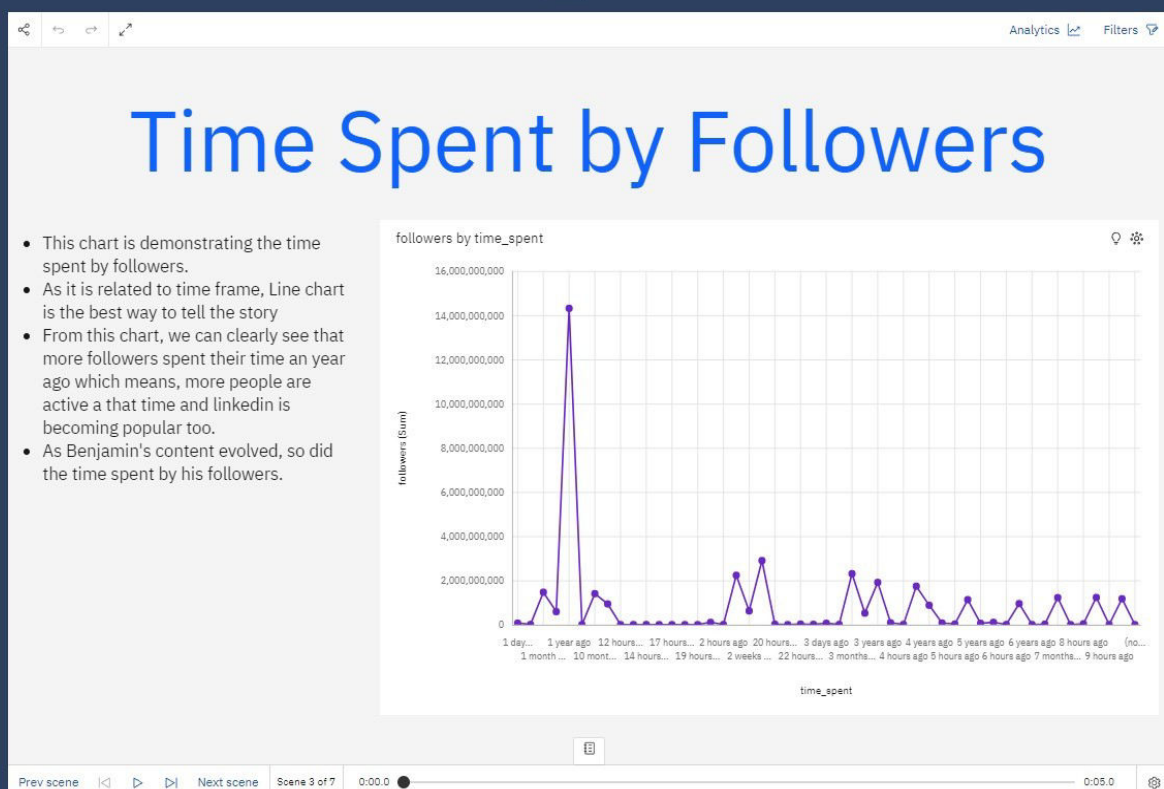 Analytics
Filters
Time Spent by Followers
• This chart is demonstrating the time
spent by followers.
• As it is related to time frame, Line chart
is the best way to tell the story
• From this chart, we can clearly see that
more followers spent their time an year
ago which means, more people are
active a that time and linkedin is
becoming popular too.
• As Benjamin's content evolved, so did
the time spent by his followers.
followers by time_spent
followers (Sum)
16,000,000,000
14,000,000,000
12,000,000,000
10,000,000,000
8,000,000,000
6,000,000,000
4,000,000,000
2,000,000,000
0
1 day... 1 year ago 12 hours... 17 hours... 2 hours ago 20 hours... 3 days ago 3 years ago 4 years ago 5 years ago 6 years ago 8 hours ago (no...
1 month ... 10 mont... 14 hours... 19 hours... 2 weeks ... 22 hours... 3 months... 4 hours ago 5 hours ago 6 hours ago 7 months... 9 hours ago
time_spent
Prev scene Next scene Scene 3 of 7 0:00.0 0:05.0